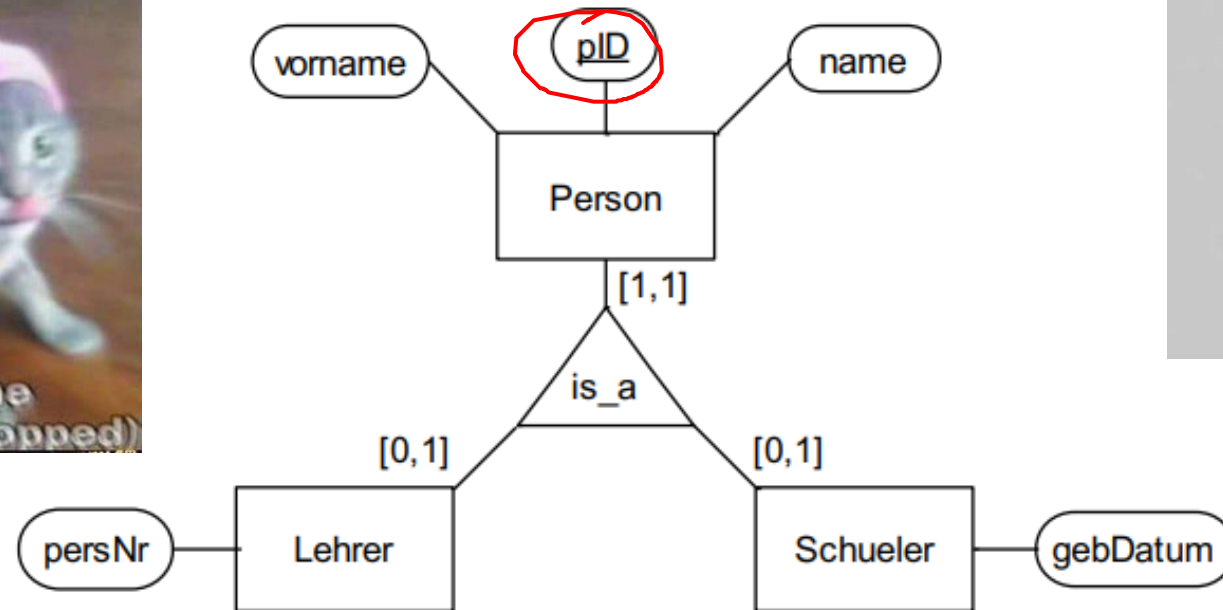 vorname
pID
name
Person
[1,1]
is_a
[0,1]
[0,1]
persNr
Lehrer
Schueler
gebDatum